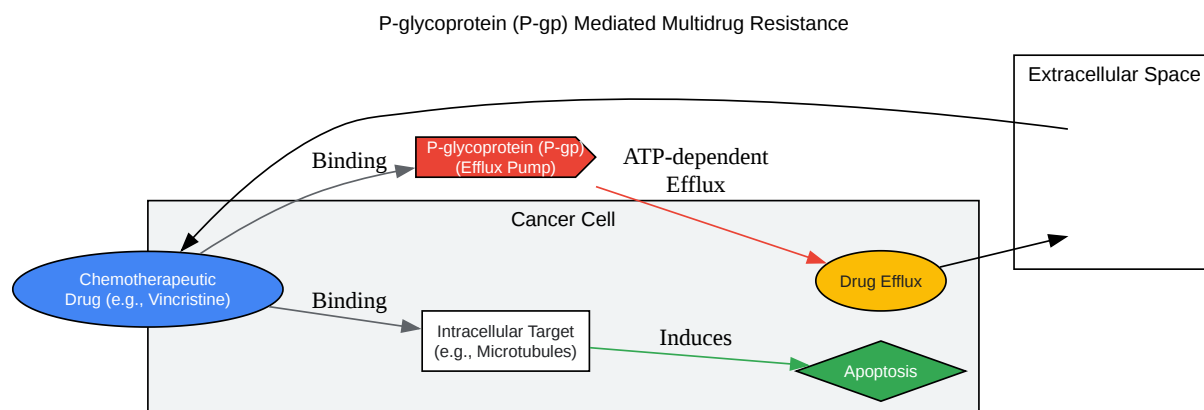 P-glycoprotein (P-gp) Mediated Multidrug Resistance
Extracellular Space
Binding
P-glycoprotein (P-gp)
(Efflux Pump)
ATP-dependent
Efflux
Cancer Cell
Chemotherapeutic
Drug (e.g., Vincristine)
Drug Efflux
Binding
Intracellular Target
(e.g., Microtubules)
Induces
Apoptosis